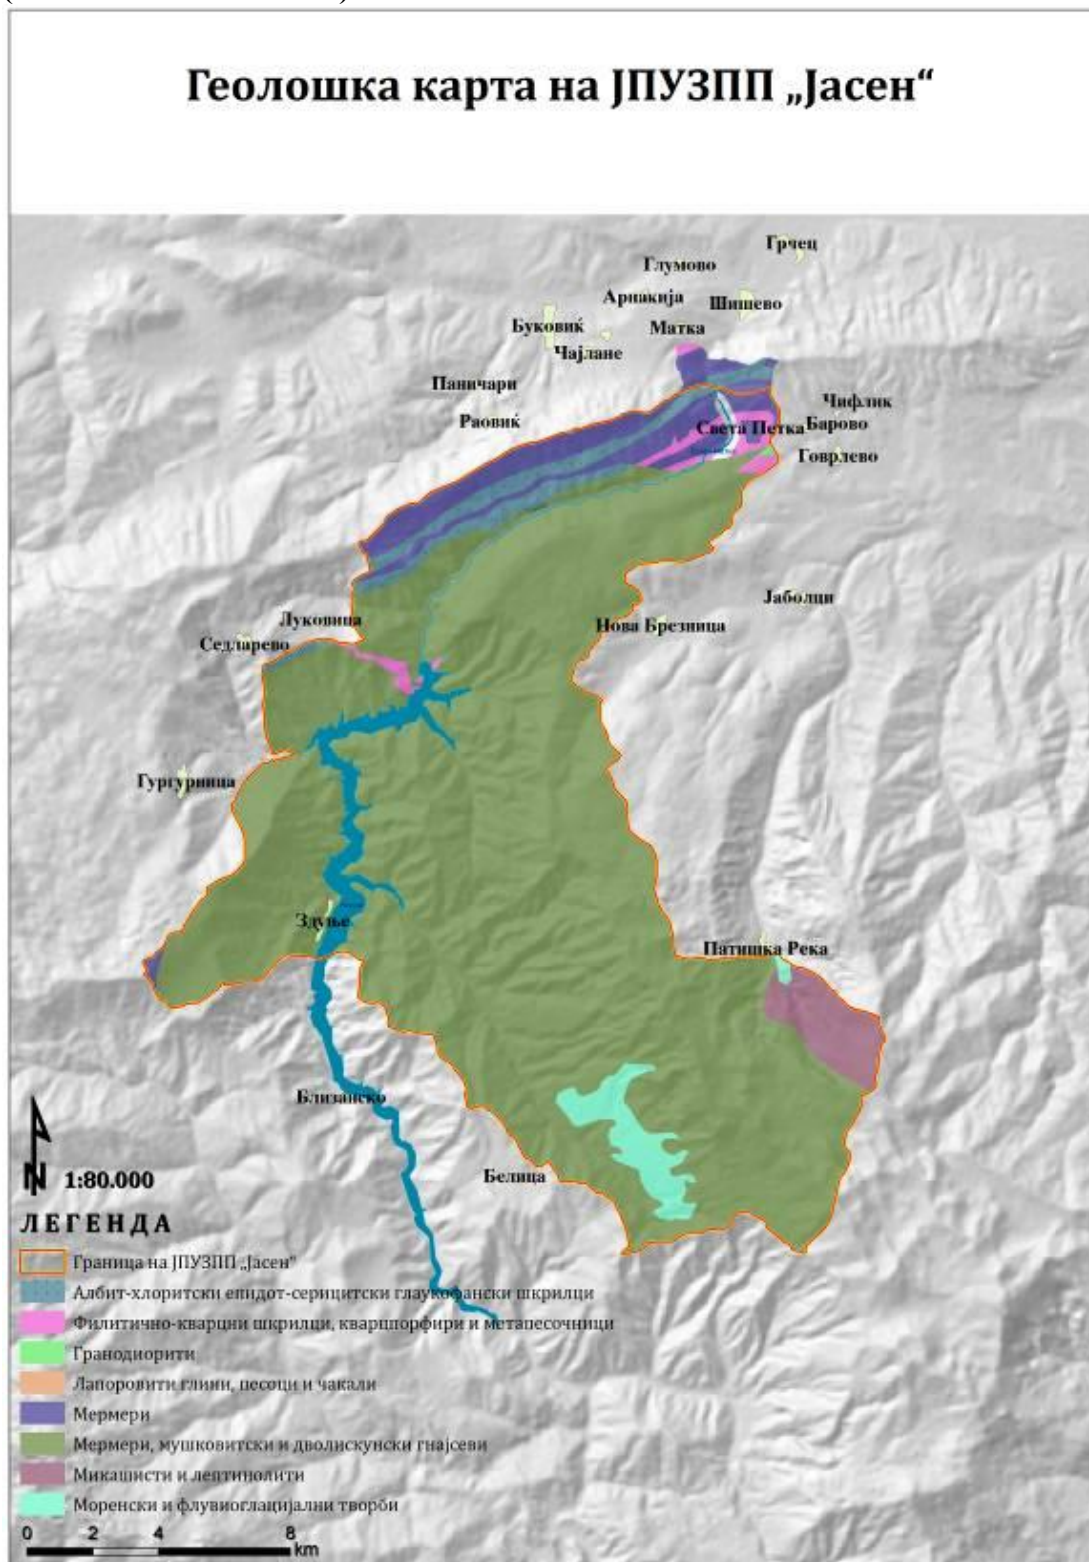 Геолошка карта на ЈПУЗПП „Јасен“
Грчец
Глумово
Арнакија
Шишево
Буковиќ
Матка
Чајлане
Паничари
Чифлик
Раовиќ
Света Петка
Барово
Говрлево
Јаболци
Луковица
Нова Брезница
Седларево
Гургурница
Здуње
Патишка Река
Близанско
Белица
N
1:80.000
ЛЕГЕНДА
Граница на ЈПУЗПП „Јасен“
Албит-хлоритски епидот-серицитски глаукофански шкрилци
Филитично-кварцни шкрилци, кварцпорфири и метапесочници
Гранодиорити
Лапоровити глини, песоци и чакали
Мермери
Мермери, мушковитски и дволискунски гнајсеви
Микашисти и лептинолити
Моренски и флувиоглацијални творби
0 2 4 8
km